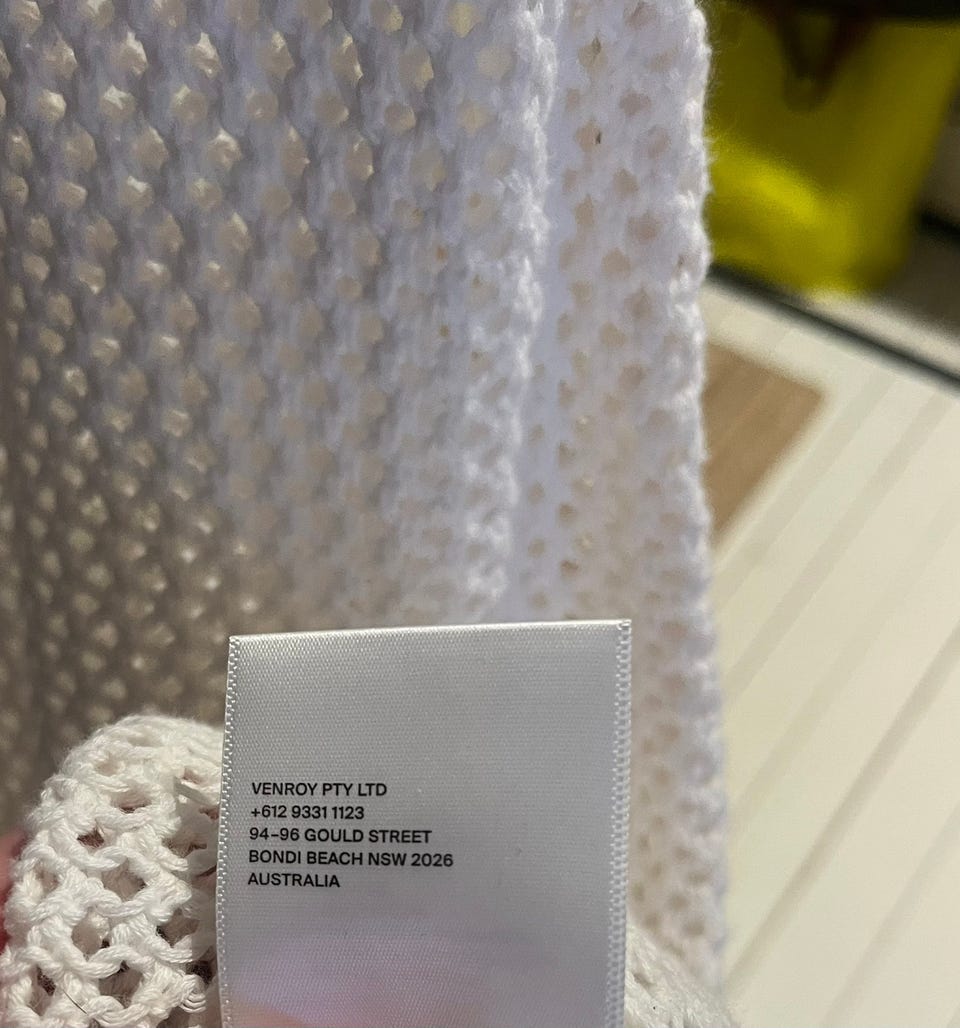 VENROY PTY LTD
+612 9331 1123
94-96 GOULD STREET
BONDI BEACH NSW 2026
AUSTRALIA